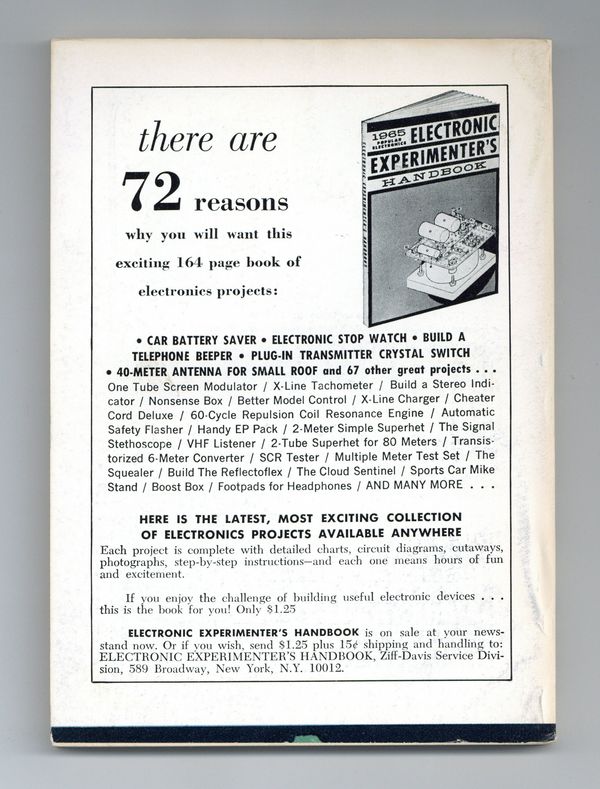 there are
72 reasons
why you will want this
exciting 164 page book of
electronics projects:
1965
POPULAR
ELECTRONICS
ELECTRONIC
EXPERIMENTER'S
HANDBOOK
• CAR BATTERY SAVER • ELECTRONIC STOP WATCH • BUILD A
TELEPHONE BEEPER • PLUG-IN TRANSMITTER CRYSTAL SWITCH
• 40-METER ANTENNA FOR SMALL ROOF and 67 other great projects . . .
One Tube Screen Modulator / X-Line Tachometer / Build a Stereo Indi-
cator / Nonsense Box / Better Model Control / X-Line Charger / Cheater
Cord Deluxe / 60-Cycle Repulsion Coil Resonance Engine / Automatic
Safety Flasher / Handy EP Pack / 2-Meter Simple Superhet / The Signal
Stethoscope / VHF Listener / 2-Tube Superhet for 80 Meters / Transis-
torized 6-Meter Converter / SCR Tester / Multiple Meter Test Set / The
Squealer / Build The Reflectoflex / The Cloud Sentinel / Sports Car Mike
Stand / Boost Box / Footpads for Headphones / AND MANY MORE . . .
HERE IS THE LATEST, MOST EXCITING COLLECTION
OF ELECTRONICS PROJECTS AVAILABLE ANYWHERE
Each project is complete with detailed charts, circuit diagrams, cutaways,
photographs, step-by-step instructions—and each one means hours of fun
and excitement.
If you enjoy the challenge of building useful electronic devices . . .
this is the book for you! Only $1.25
ELECTRONIC EXPERIMENTER'S HANDBOOK is on sale at your news-
stand now. Or if you wish, send $1.25 plus 15¢ shipping and handling to:
ELECTRONIC EXPERIMENTER'S HANDBOOK, Ziff-Davis Service Divi-
sion, 589 Broadway, New York, N.Y. 10012.